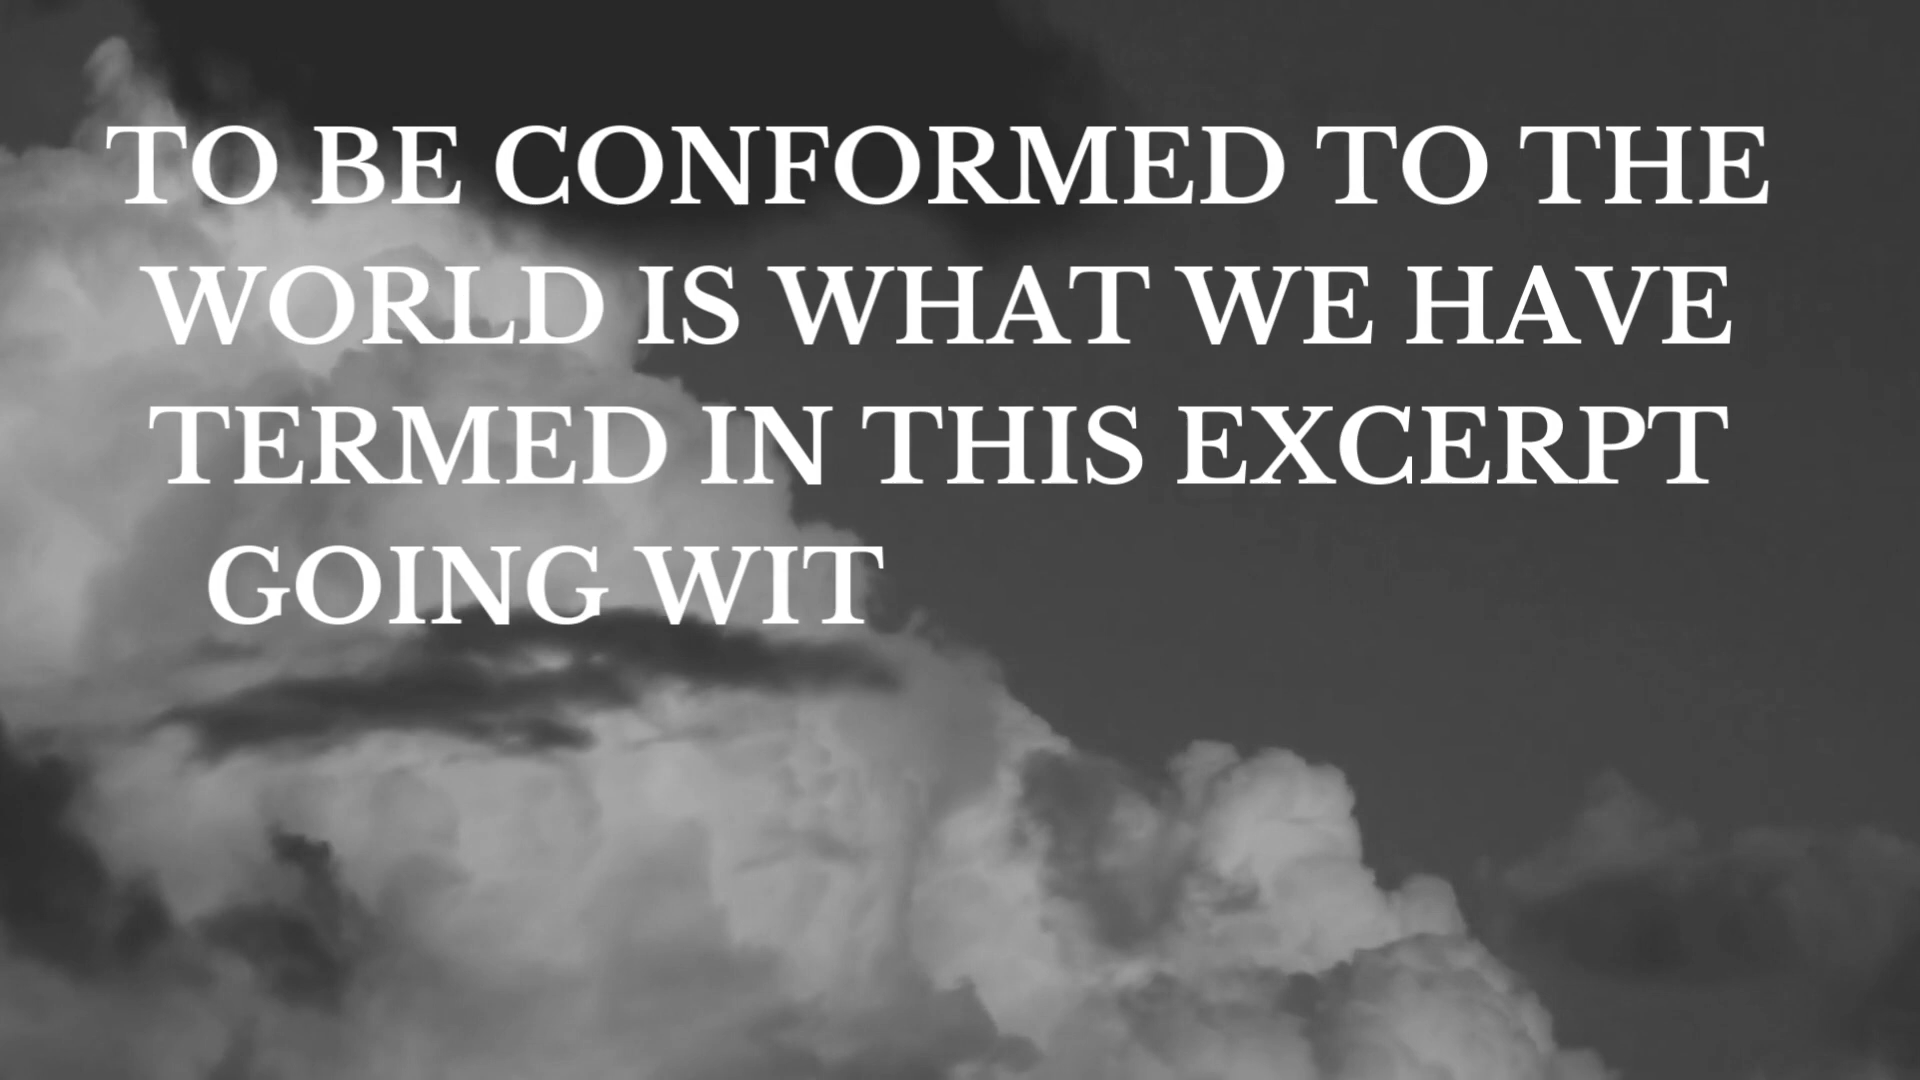 TO BE CONFORMED TO THE
WORLD IS WHAT WE HAVE
TERMED IN THIS EXCERPT
GOING WIT